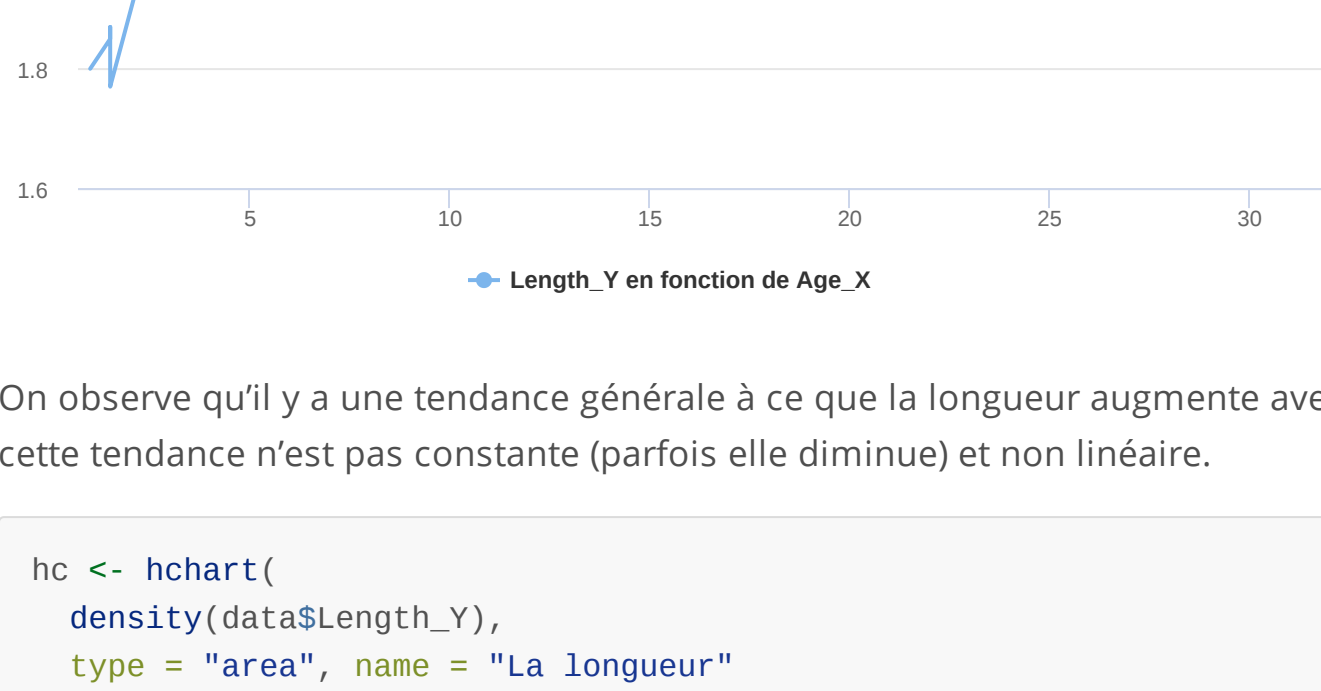 1.8
1.6
5 10 15 20 25 30
Length_Y en fonction de Age_X
On observe qu’il y a une tendance générale à ce que la longueur augmente
cette tendance n’est pas constante (parfois elle diminue) et non linéaire.
hc <- hchart(
  density(data$Length_Y),
  type = "area", name = "La longueur"